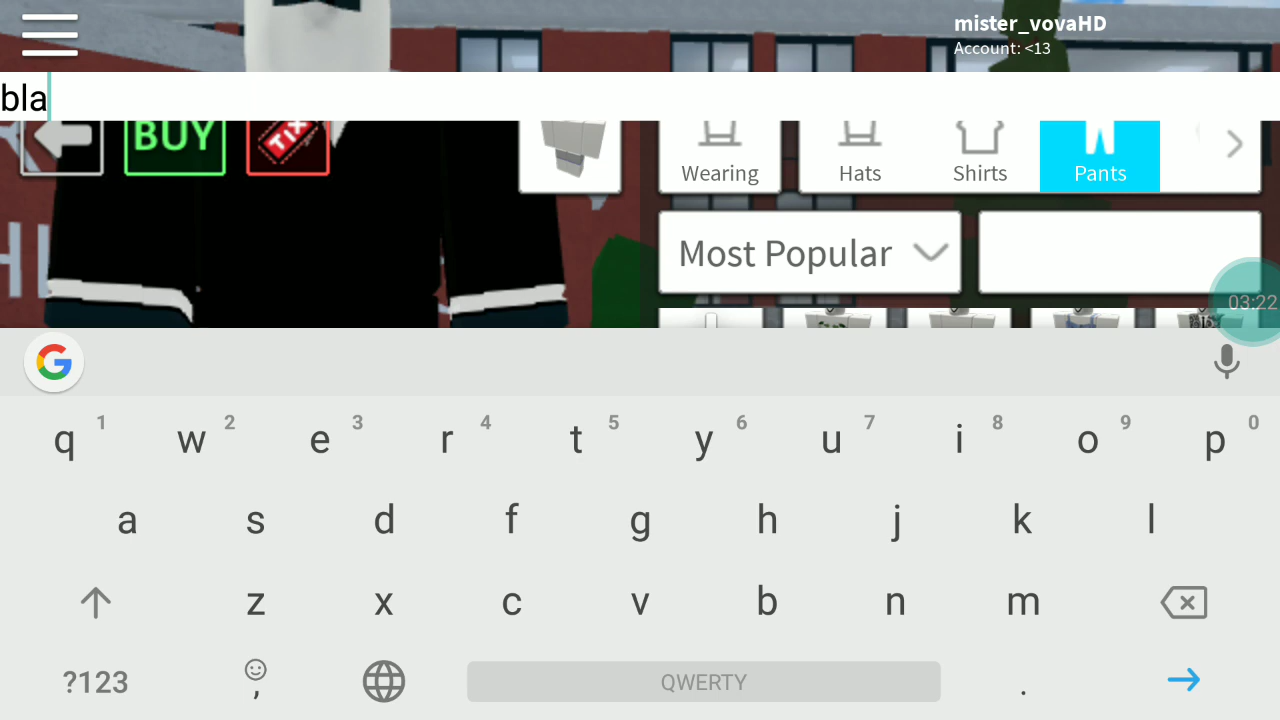 mister_vovaHD
Account: <13
bla
BUY
TIX
Wearing
Hats
Shirts
Pants
Most Popular
03:22
1 2 3 4 5 6 7 8 9 0
q w e r t y u i o p
a s d f g h j k l
z x c v b n m
?123 , QWERTY .